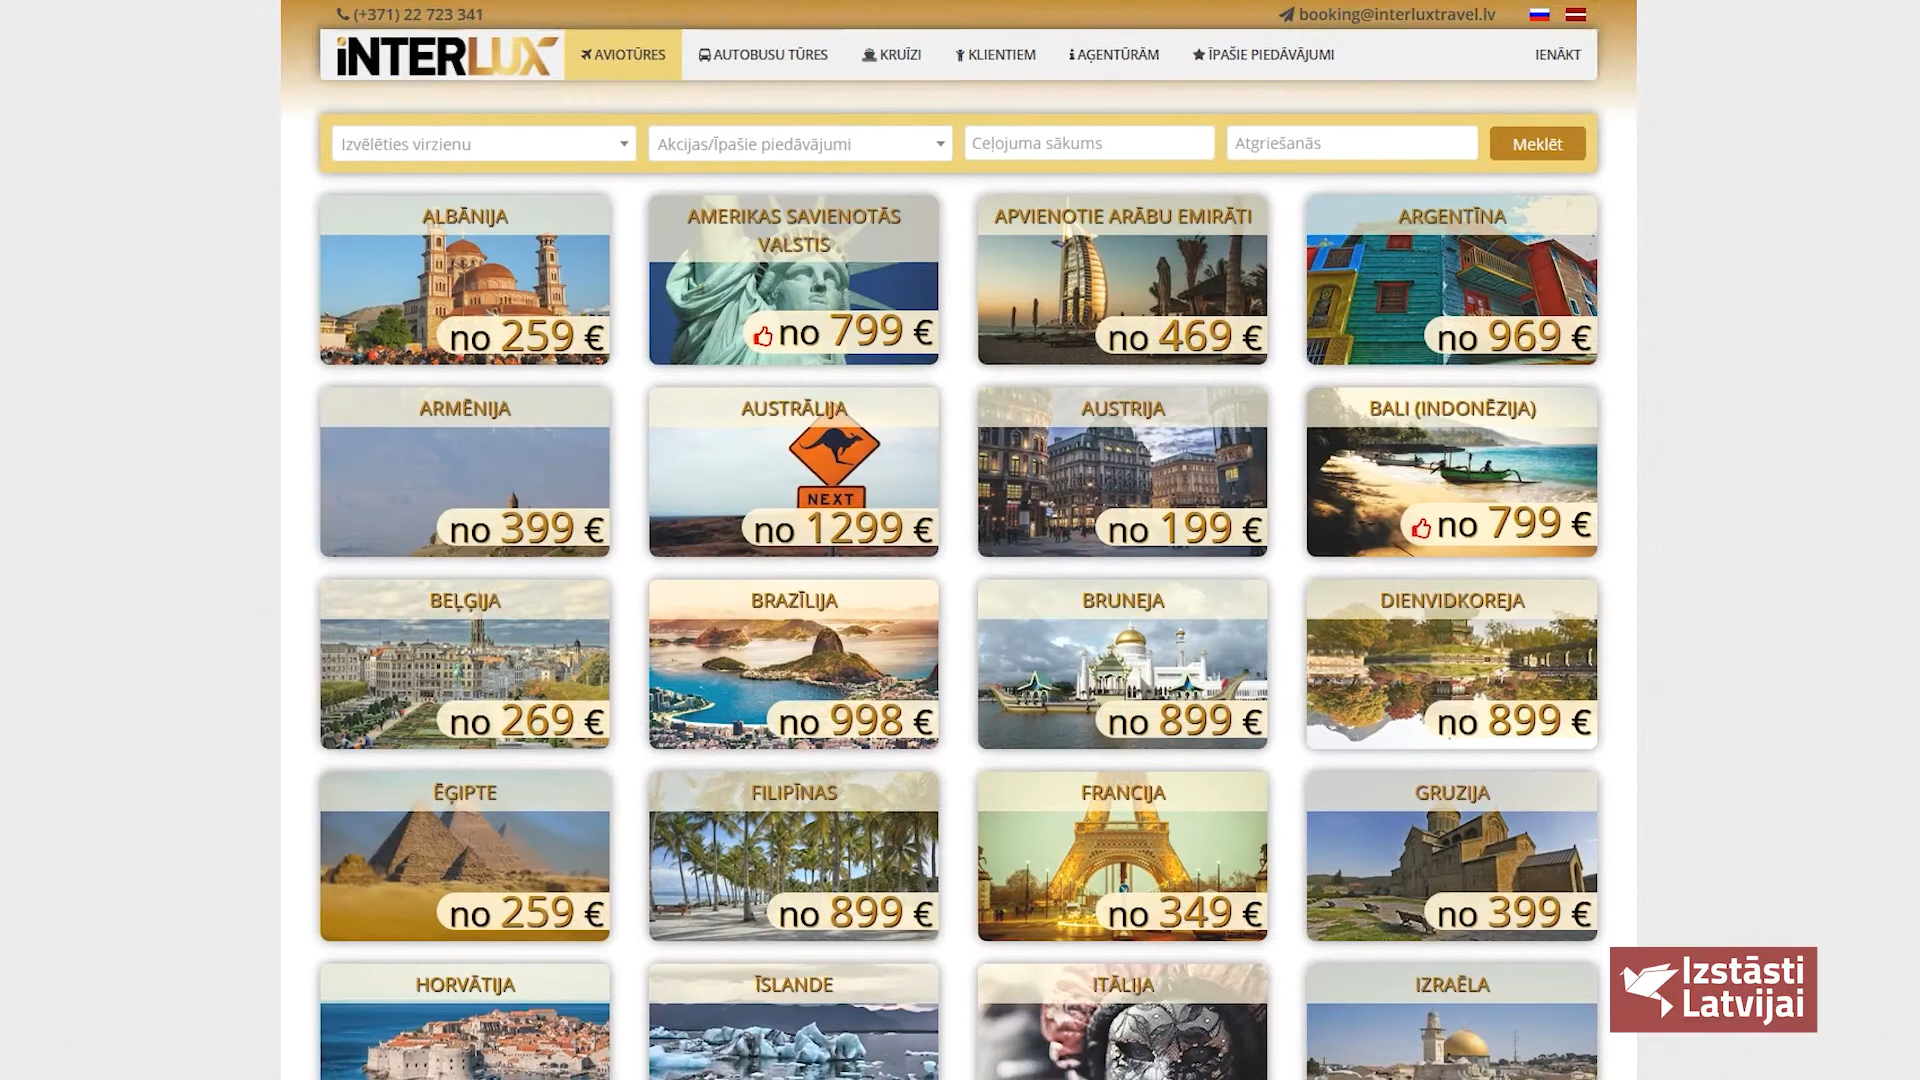 (+371) 22 723 341
booking@interluxtravel.lv
iNTERLUX
AVIOTŪRES
AUTOBUSU TŪRES
KRUĪZI
KLIENTIEM
AĢENTŪRĀM
ĪPAŠIE PIEDĀVĀJUMI
IENĀKT
Izvēlēties virzienu
Akcijas/Īpašie piedāvājumi
Ceļojuma sākums
Atgriešanās
Meklēt
ALBĀNIJA
no 259 €
AMERIKAS SAVIENOTĀS
VALSTIS
no 799 €
APVIENOTIE ARĀBU EMIRĀTI
no 469 €
ARGENTĪNA
no 969 €
ARMĒNIJA
no 399 €
AUSTRĀLIJA
NEXT
no 1299 €
AUSTRIJA
no 199 €
BALI (INDONĒZIJA)
no 799 €
BEĻĢIJA
no 269 €
BRAZĪLIJA
no 998 €
BRUNEJA
no 899 €
DIENVIDKOREJA
no 899 €
ĒĢIPTE
no 259 €
FILIPĪNAS
no 899 €
FRANCIJA
no 349 €
GRUZIJA
no 399 €
HORVĀTIJA
ĪSLANDE
ITĀLIJA
IZRAĒLA
Izstāsti
Latvijai